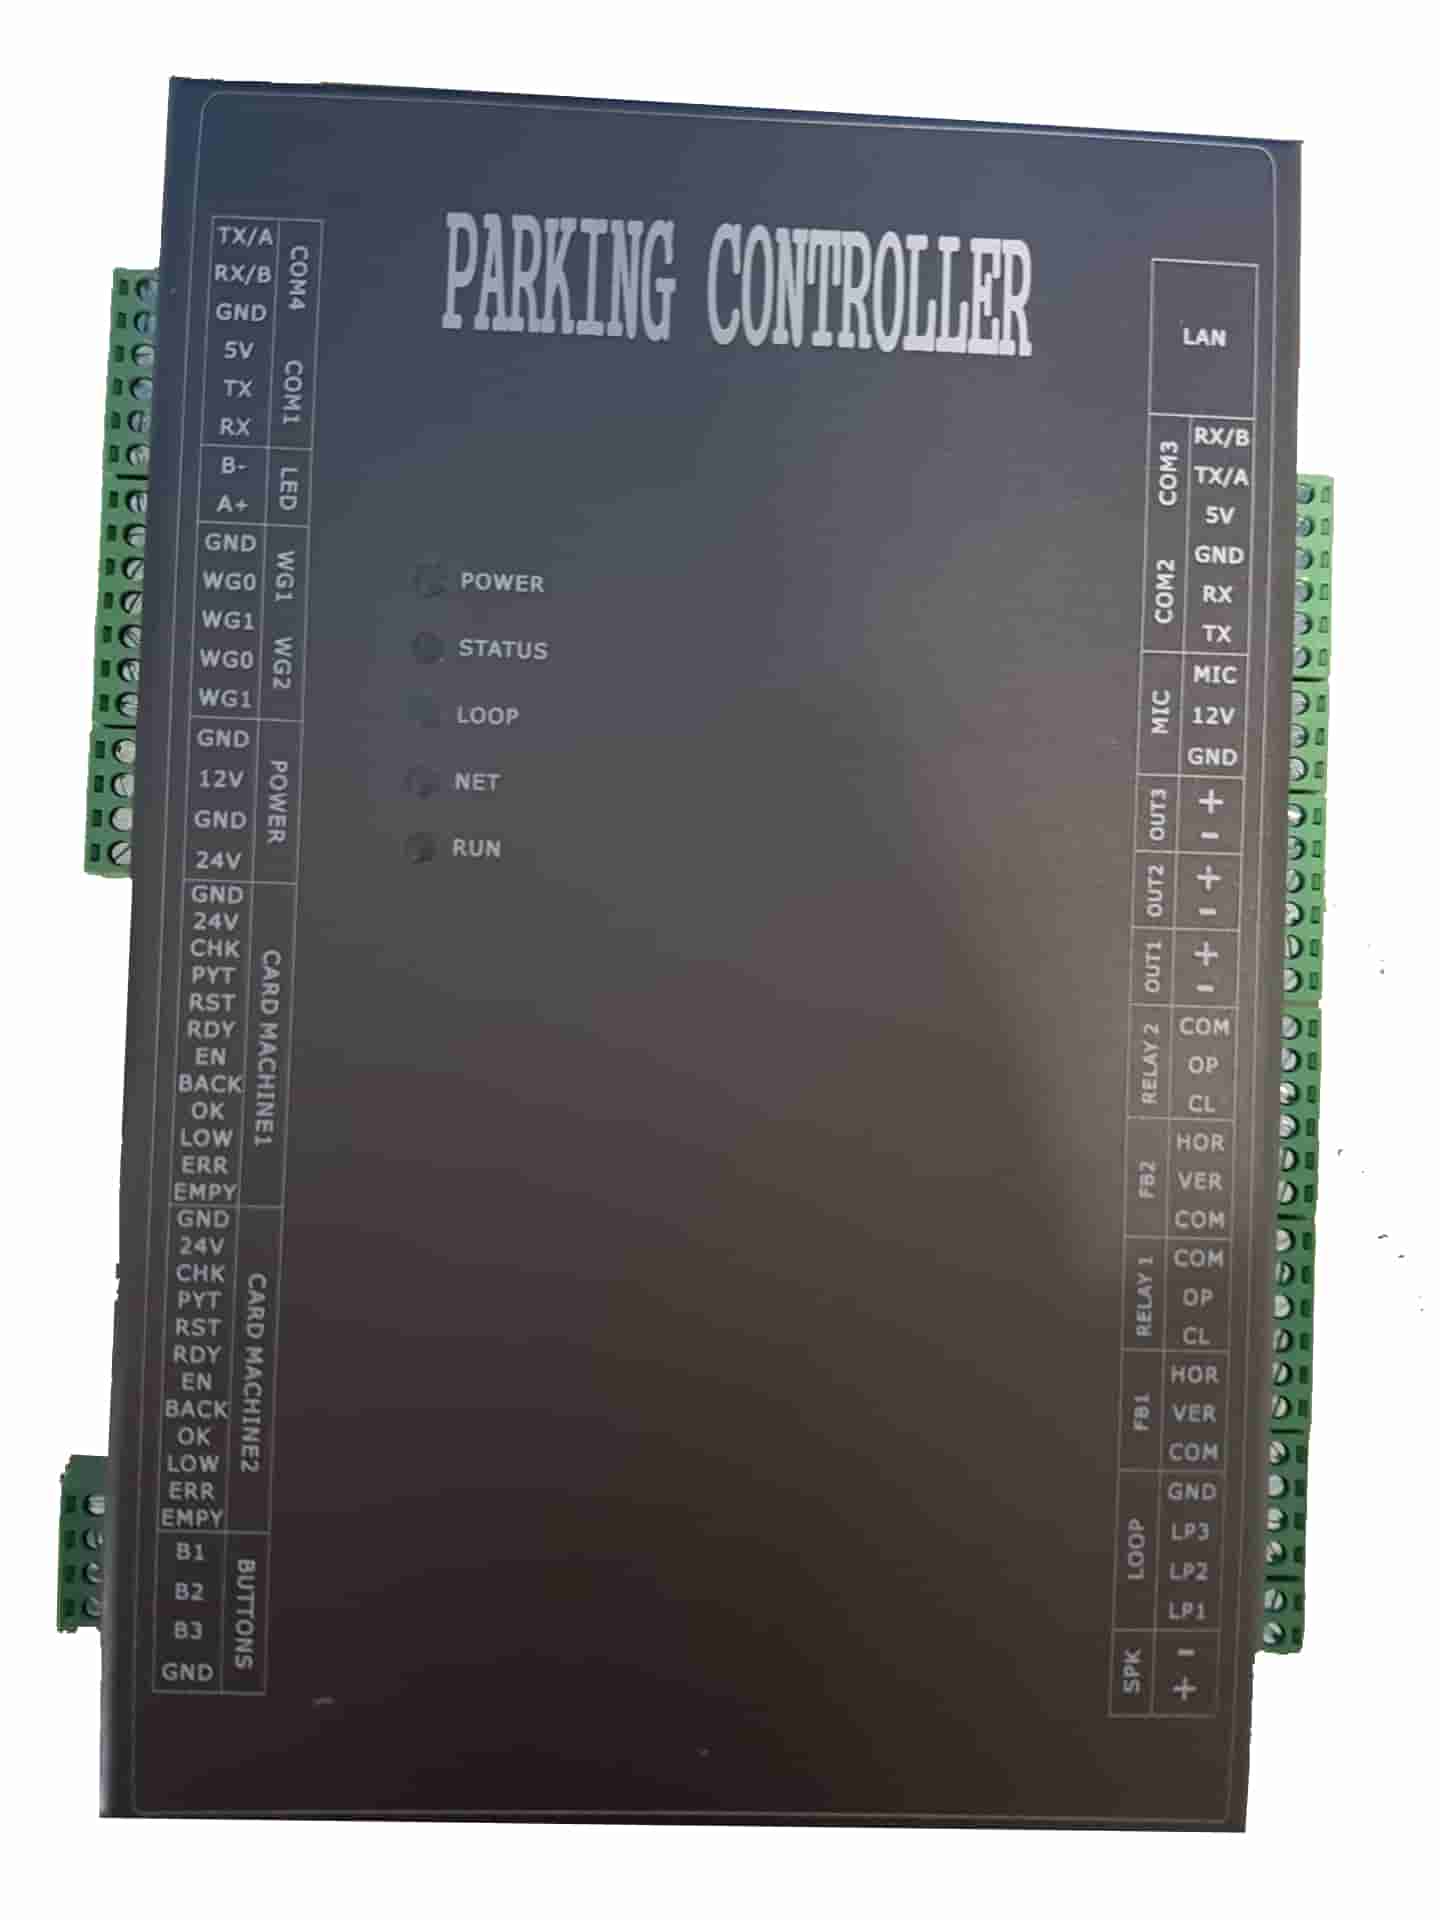 PARKING CONTROLLER
TX/A
RX/B
GND
5V
TX
RX
COM4
COM1
B-
A+
LED
GND
WG0
WG1
WG0
WG1
WG1
WG2
GND
12V
GND
24V
POWER
GND
24V
CHK
PYT
RST
RDY
EN
BACK
OK
LOW
ERR
EMPY
CARD MACHINE1
GND
24V
CHK
PYT
RST
RDY
EN
BACK
OK
LOW
ERR
EMPY
CARD MACHINE2
B1
B2
B3
GND
BUTTONS
POWER
STATUS
LOOP
NET
RUN
LAN
COM3
COM2
RX/B
TX/A
5V
GND
RX
TX
MIC
MIC
12V
GND
OUT3
+
-
OUT2
+
-
OUT1
+
-
RELAY 2
COM
OP
CL
FB2
HOR
VER
COM
RELAY 1
COM
OP
CL
FB1
HOR
VER
COM
LOOP
GND
LP3
LP2
LP1
SPK
-
+